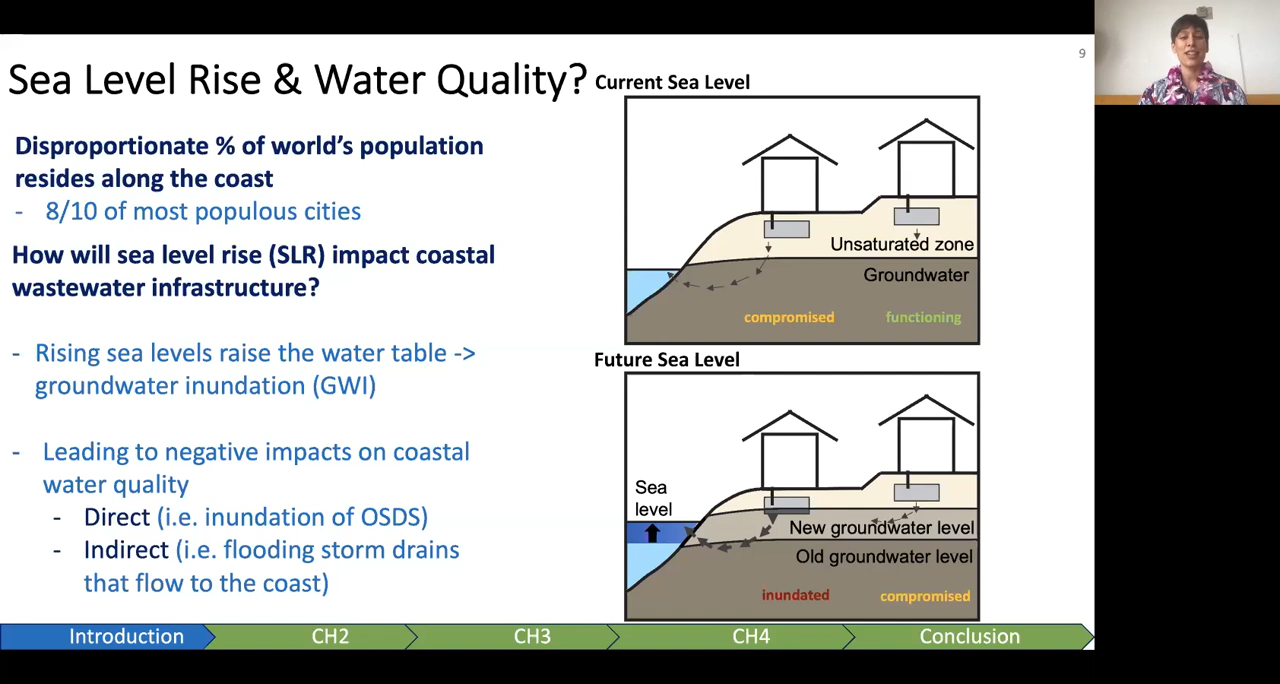 9
Sea Level Rise & Water Quality?
Disproportionate % of world's population
resides along the coast
- 8/10 of most populous cities
How will sea level rise (SLR) impact coastal
wastewater infrastructure?
- Rising sea levels raise the water table ->
groundwater inundation (GWI)
- Leading to negative impacts on coastal
water quality
- Direct (i.e. inundation of OSDS)
- Indirect (i.e. flooding storm drains
that flow to the coast)
Current Sea Level
Unsaturated zone
Groundwater
compromised
functioning
Future Sea Level
Sea
level
New groundwater level
Old groundwater level
inundated
compromised
Introduction
CH2
CH3
CH4
Conclusion